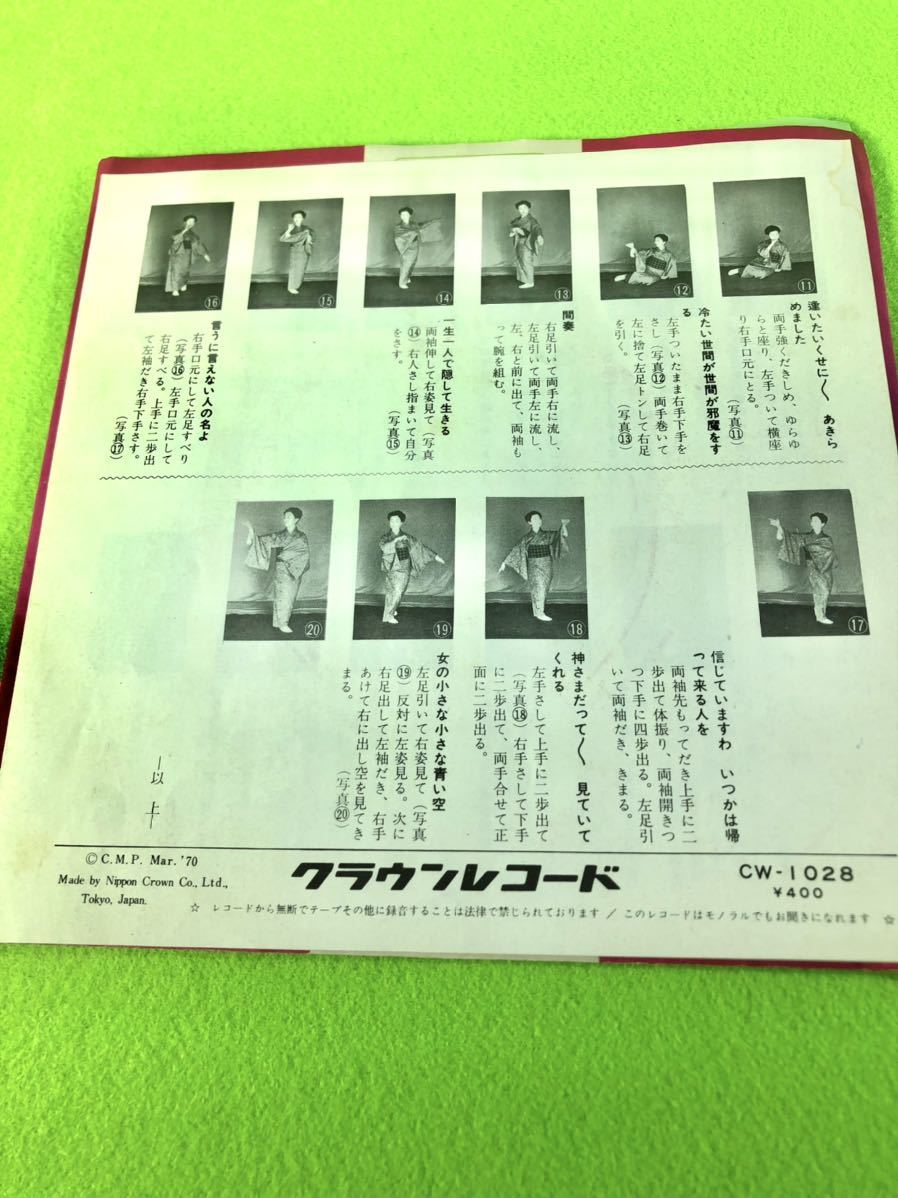 ⑪
⑫
⑬
⑭
⑮
⑯
逢いたいくせに〱　あきら
めました
両手強くだきしめ、ゆらゆ
らと座り、左手ついて横座
り右手口元にとる。
（写真⑪）
冷たい世間が世間が邪魔をす
る
左手ついたまま右手下手を
さし（写真⑫）両手巻いて
左に捨て左足トンして右足
を引く。
（写真⑬）
間奏
右足引いて両手右に流し、
左足引いて両手左に流し、
左、右と前に出て、両袖も
って腕を組む。
一生一人で隠して生きる
両袖伸して右姿見て（写真
⑭）右人さし指まいて自分
をさす。
（写真⑮）
言うに言えない人の名よ
右手口元にして左足すべり
（写真⑯）左手口元にして
右足すべる。上手に二歩出
て左袖だき右手下手さす。
（写真⑰）
⑰
⑱
⑲
⑳
信じていますわ　いつかは帰
って来る人を
両袖先もってだき上手に二
歩出て体振り、両袖開きつ
つ下手に四歩出る。左足引
いて両袖だき、きまる。
神さまだって〱　見ていて
くれる
左手さして上手に二歩出て
（写真⑱）右手さして下手
に二歩出て、両手合せて正
面に二歩出る。
女の小さな小さな青い空
左足引いて右姿見て（写真
⑲）反対に左姿見る。次に
右足出して左袖だき、右手
あけて右に出し空を見てき
まる。
（写真⑳）
―以上―
Ⓒ C.M.P. Mar. '70
Made by Nippon Crown Co., Ltd.,
Tokyo, Japan.
クラウンレコード
CW-1028
¥400
☆ レコードから無断でテープその他に録音することは法律で禁じられております ／ このレコードはモノラルでもお聞きになれます ☆